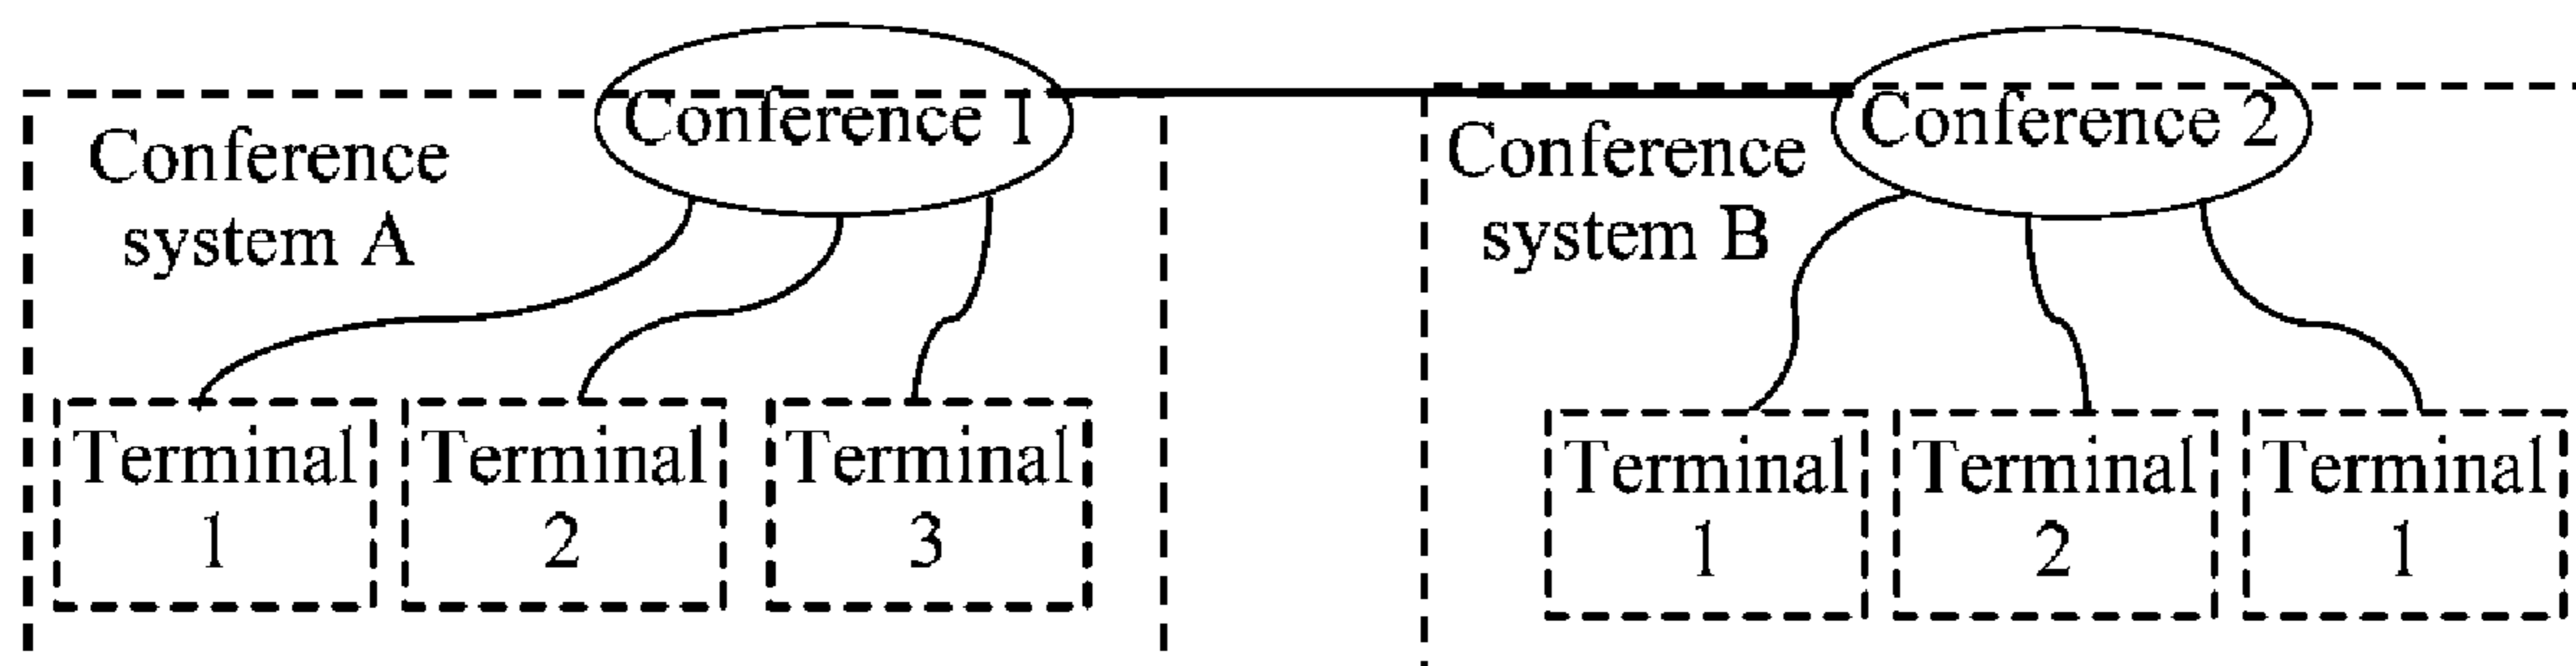 Conference 1
Conference
system A
Terminal
1
Terminal
2
Terminal
3
Conference 2
Conference
system B
Terminal
1
Terminal
2
Terminal
1